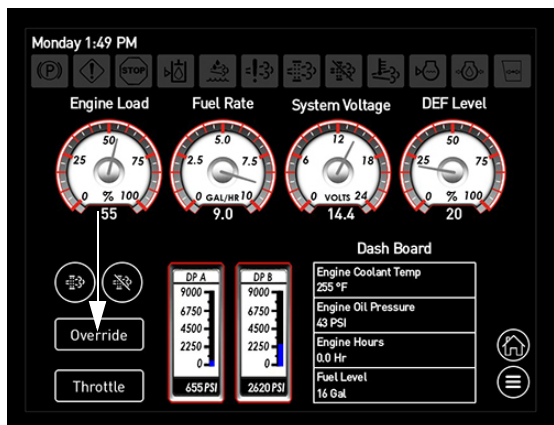 Monday 1:49 PM
(P)
STOP
Engine Load Fuel Rate System Voltage DEF Level
50 5.0 12 50
25 75 2.5 7.5 6 18 25 75
0 % 100 0 GAL/HR 10 0 VOLTS 24 0 % 100
55 9.0 14.4 20
Dash Board
DP A DP B
9000 9000
6750 6750
4500 4500
2250 2250
0 0
655 PSI 2620 PSI
Engine Coolant Temp
255 °F
Engine Oil Pressure
43 PSI
Engine Hours
0.0 Hr
Fuel Level
16 Gal
Override
Throttle